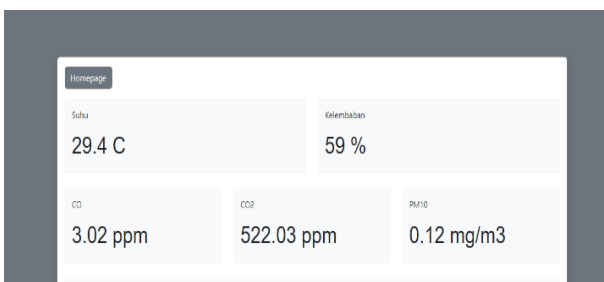 Homepage
Suhu
Kelembaban
29.4 C
59 %
CO
CO2
PM10
3.02 ppm
522.03 ppm
0.12 mg/m3